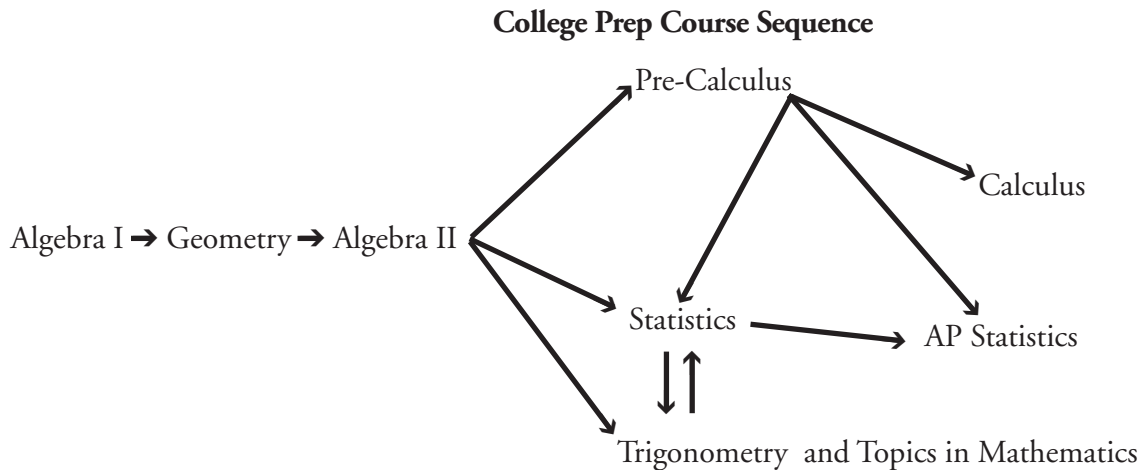 College Prep Course Sequence
Pre-Calculus
Calculus
Algebra I → Geometry → Algebra II
Statistics
AP Statistics
Trigonometry and Topics in Mathematics